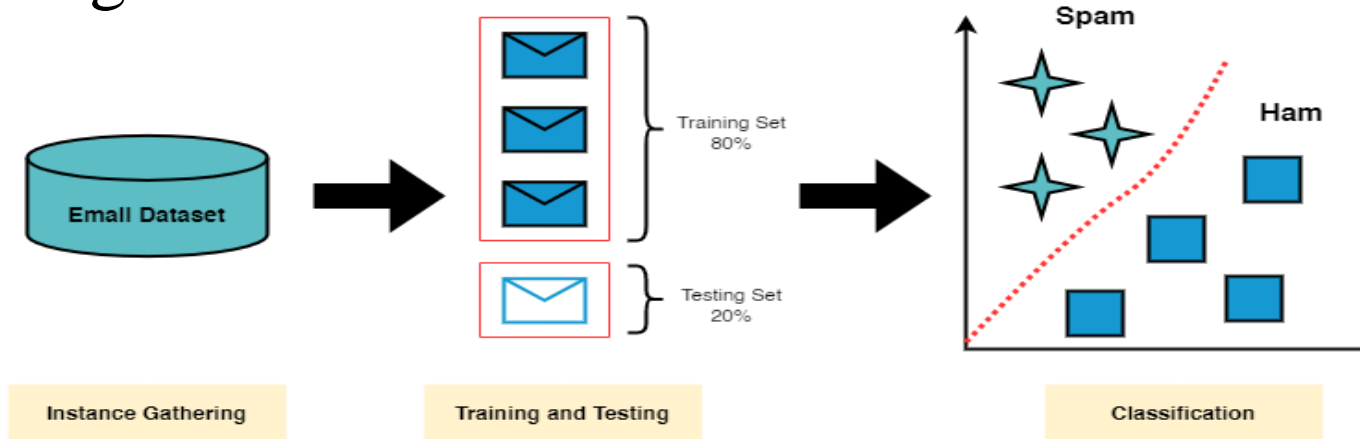 Spam
Ham
Training Set
80%
Email Dataset
Testing Set
20%
Instance Gathering
Training and Testing
Classification